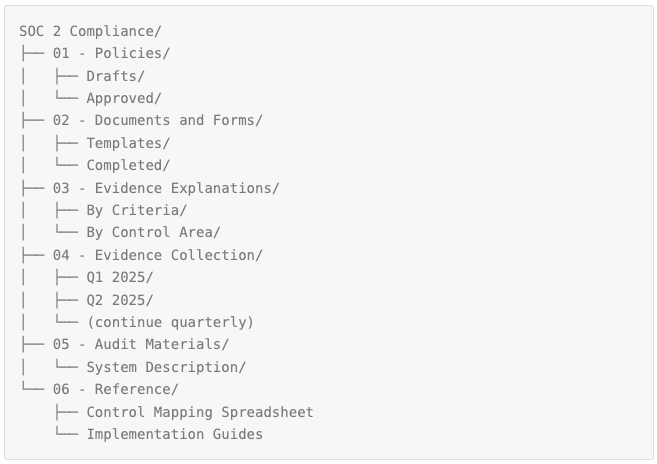 SOC 2 Compliance/
├── 01 - Policies/
│   ├── Drafts/
│   └── Approved/
├── 02 - Documents and Forms/
│   ├── Templates/
│   └── Completed/
├── 03 - Evidence Explanations/
│   ├── By Criteria/
│   └── By Control Area/
├── 04 - Evidence Collection/
│   ├── Q1 2025/
│   ├── Q2 2025/
│   └── (continue quarterly)
├── 05 - Audit Materials/
│   └── System Description/
└── 06 - Reference/
    ├── Control Mapping Spreadsheet
    └── Implementation Guides